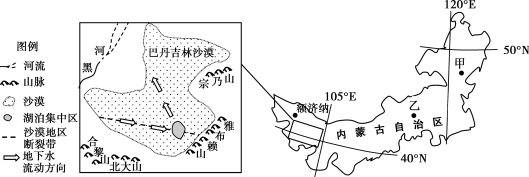 图例
河流
山脉
沙漠
湖泊集中区
沙漠地区
断裂带
地下水
流动方向
河
黑
巴丹吉林沙漠
宗乃山
雅布赖山
合黎山
北大山
120°E
50°N
甲
105°E
额济纳
乙
内蒙古自治区
40°N